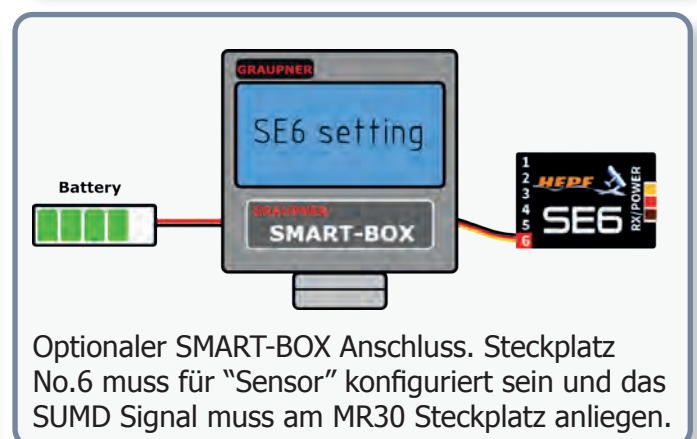 GRAUPNER
SE6 setting
GRAUPNER
SMART-BOX
Battery
1
2
3
4
5
6
HEPF
SE6
RX/POWER
Optionaler SMART-BOX Anschluss. Steckplatz
No.6 muss für “Sensor” konfiguriert sein und das
SUMD Signal muss am MR30 Steckplatz anliegen.